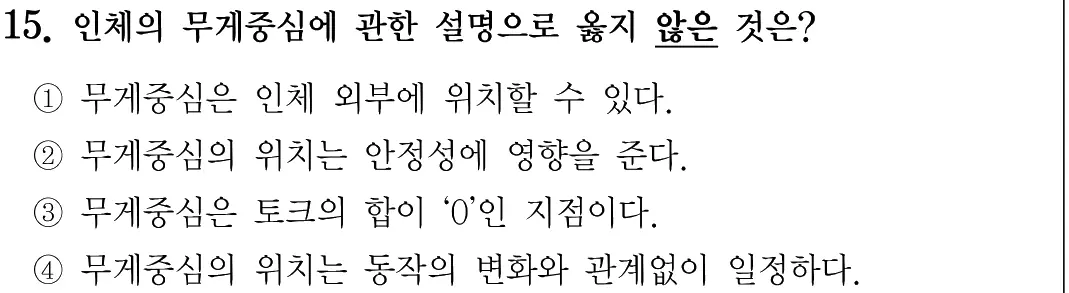 15. 인체의 무게중심에 관한 설명으로 옳지 않은 것은?
① 무게중심은 인체 외부에 위치할 수 있다.
② 무게중심의 위치는 안정성에 영향을 준다.
③ 무게중심은 토크의 합이 ‘0’인 지점이다.
④ 무게중심의 위치는 동작의 변화와 관계없이 일정하다.